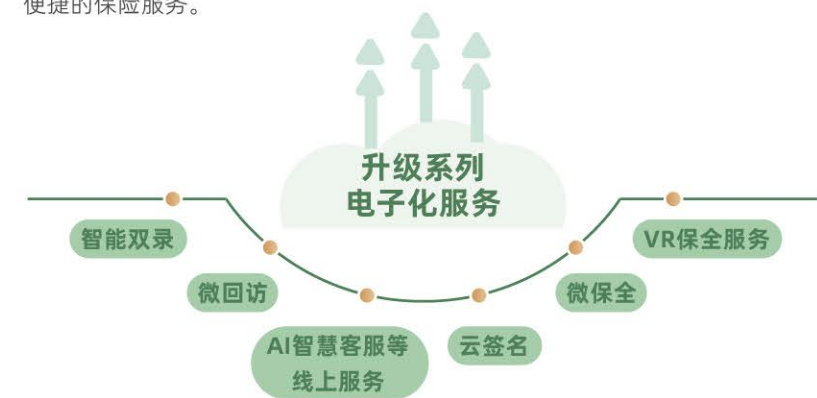 便捷的保险服务。
升级系列
电子化服务
智能双录
VR保全服务
微回访
微保全
AI智慧客服等
线上服务
云签名